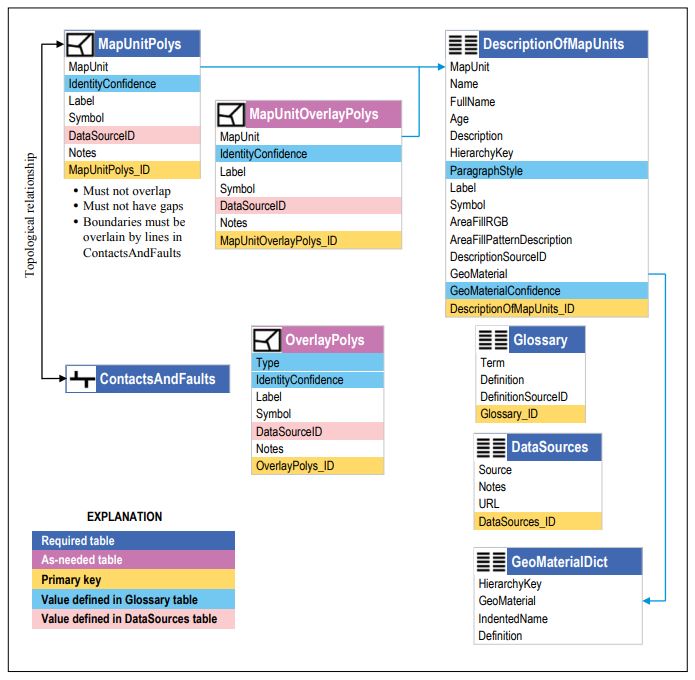 MapUnitPolys
MapUnit
IdentityConfidence
Label
Symbol
DataSourceID
Notes
MapUnitPolys_ID
• Must not overlap
• Must not have gaps
• Boundaries must be
overlain by lines in
ContactsAndFaults
Topological relationship
MapUnitOverlayPolys
MapUnit
IdentityConfidence
Label
Symbol
DataSourceID
Notes
MapUnitOverlayPolys_ID
DescriptionOfMapUnits
MapUnit
Name
FullName
Age
Description
HierarchyKey
ParagraphStyle
Label
Symbol
AreaFillRGB
AreaFillPatternDescription
DescriptionSourceID
GeoMaterial
GeoMaterialConfidence
DescriptionOfMapUnits_ID
ContactsAndFaults
OverlayPolys
Type
IdentityConfidence
Label
Symbol
DataSourceID
Notes
OverlayPolys_ID
Glossary
Term
Definition
DefinitionSourceID
Glossary_ID
DataSources
Source
Notes
URL
DataSources_ID
GeoMaterialDict
HierarchyKey
GeoMaterial
IndentedName
Definition
EXPLANATION
Required table
As-needed table
Primary key
Value defined in Glossary table
Value defined in DataSources table